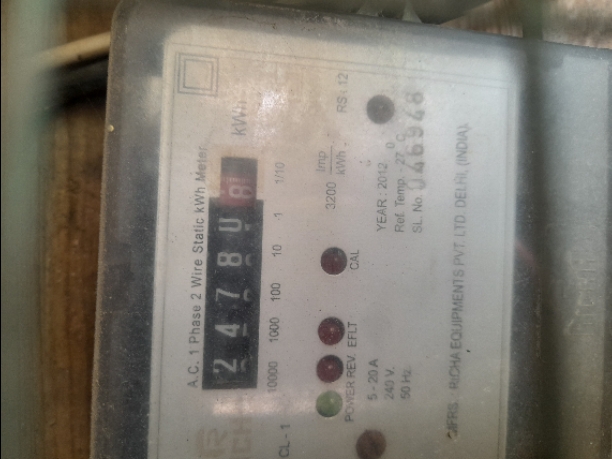 A.C. 1 Phase 2 Wire Static kWh Meter
2 4 7 8 0 8 kWh
10000 1000 100 10 1 1/10
CL - 1
POWER REV. EFLT CAL
3200 Imp/kWh
RS : 12
5 - 20 A
240 V.
50 Hz.
YEAR : 2012
Ref. Temp. - 27 °C
SL. No. 046948
RICHA EQUIPMENTS PVT. LTD. DELHI, (INDIA).